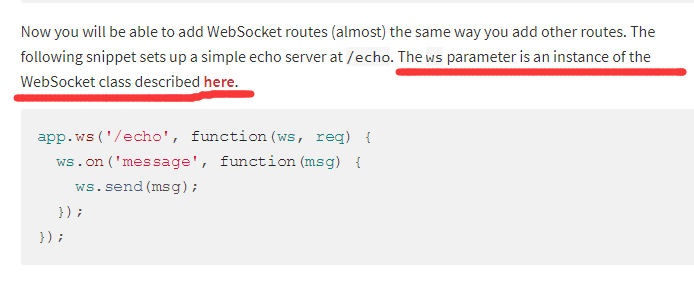 Now you will be able to add WebSocket routes (almost) the same way you add other routes. The
following snippet sets up a simple echo server at /echo. The ws parameter is an instance of the
WebSocket class described here.
app.ws('/echo', function(ws, req) {
  ws.on('message', function(msg) {
    ws.send(msg);
  });
});